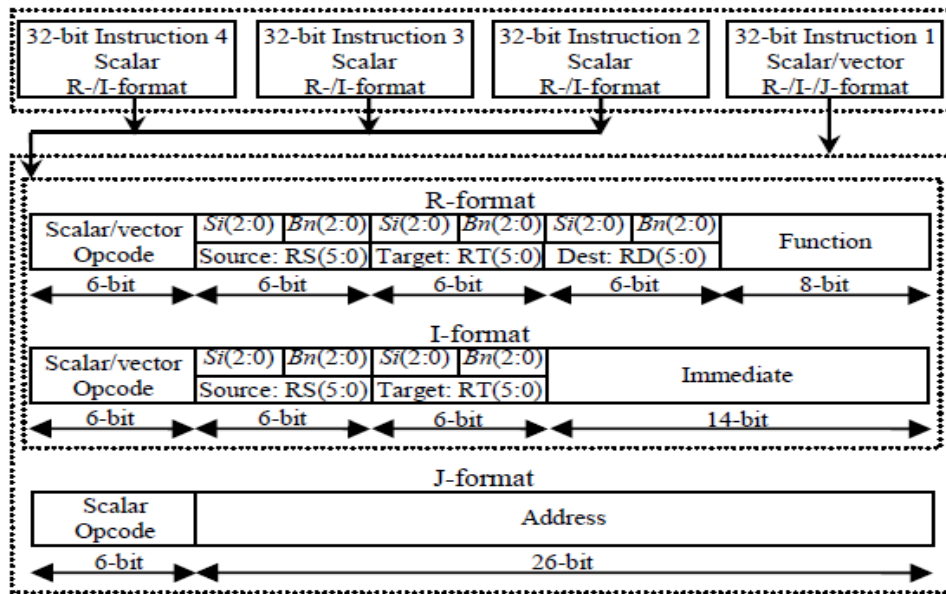 32-bit Instruction 4 32-bit Instruction 3 32-bit Instruction 2 32-bit Instruction 1
Scalar Scalar Scalar Scalar/vector
R-/I-format R-/I-format R-/I-format R-/I-/J-format
R-format
Scalar/vector Opcode Si(2:0) Bn(2:0) Si(2:0) Bn(2:0) Si(2:0) Bn(2:0) Function
Source: RS(5:0) Target: RT(5:0) Dest: RD(5:0)
6-bit 6-bit 6-bit 6-bit 8-bit
I-format
Scalar/vector Opcode Si(2:0) Bn(2:0) Si(2:0) Bn(2:0) Immediate
Source: RS(5:0) Target: RT(5:0)
6-bit 6-bit 6-bit 14-bit
J-format
Scalar Opcode Address
6-bit 26-bit